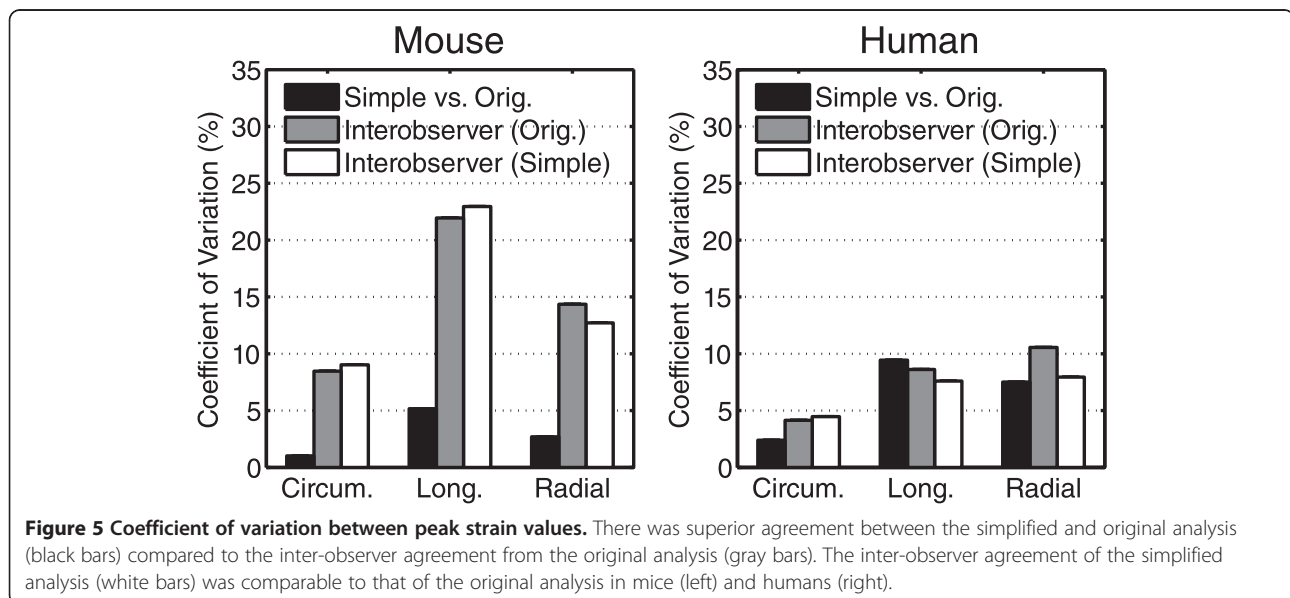 Mouse
Coefficient of Variation (%)
35
30
25
20
15
10
5
0
Simple vs. Orig.
Interobserver (Orig.)
Interobserver (Simple)
Circum. Long. Radial
Human
Coefficient of Variation (%)
35
30
25
20
15
10
5
0
Simple vs. Orig.
Interobserver (Orig.)
Interobserver (Simple)
Circum. Long. Radial
Figure 5 Coefficient of variation between peak strain values. There was superior agreement between the simplified and original analysis
(black bars) compared to the inter-observer agreement from the original analysis (gray bars). The inter-observer agreement of the simplified
analysis (white bars) was comparable to that of the original analysis in mice (left) and humans (right).